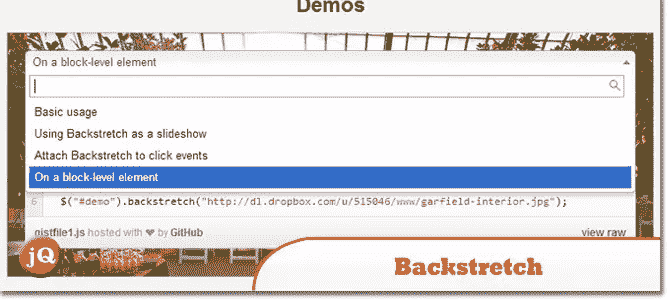 Demos
On a block-level element
Basic usage
Using Backstretch as a slideshow
Attach Backstretch to click events
On a block-level element
6 $("#demo").backstretch("http://dl.dropbox.com/u/515046/www/garfield-interior.jpg");
gistfile1.js hosted with ❤ by GitHub
view raw
jQ
Backstretch